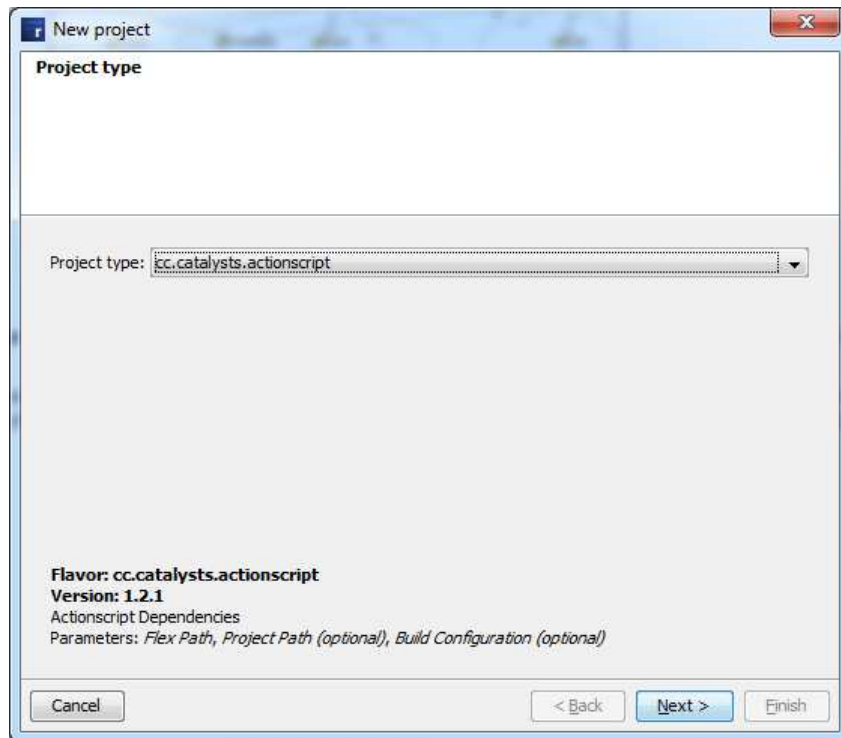 r New project
Project type
Project type: cc.catalysts.actionscript
Flavor: cc.catalysts.actionscript
Version: 1.2.1
Actionscript Dependencies
Parameters: Flex Path, Project Path (optional), Build Configuration (optional)
Cancel < Back Next > Finish